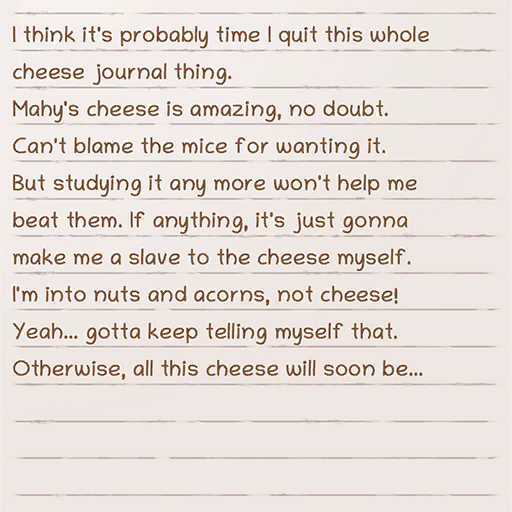 I think it's probably time I quit this whole
cheese journal thing.
Mahy's cheese is amazing, no doubt.
Can't blame the mice for wanting it.
But studying it any more won't help me
beat them. If anything, it's just gonna
make me a slave to the cheese myself.
I'm into nuts and acorns, not cheese!
Yeah... gotta keep telling myself that.
Otherwise, all this cheese will soon be...